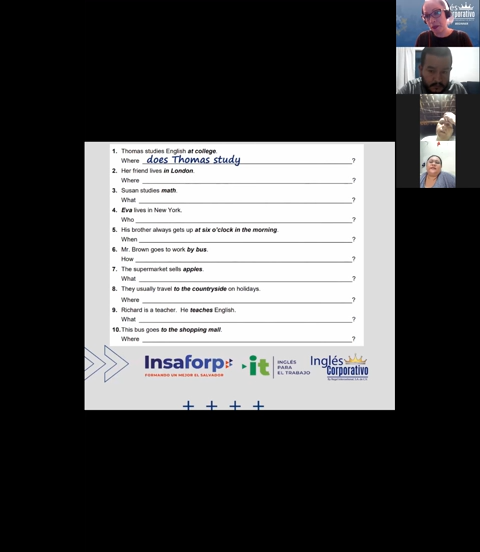 1. Thomas studies English at college.
Where does Thomas study ?
2. Her friend lives in London.
Where ?
3. Susan studies math.
What ?
4. Eva lives in New York.
Who ?
5. His brother always gets up at six o'clock in the morning.
When ?
6. Mr. Brown goes to work by bus.
How ?
7. The supermarket sells apples.
What ?
8. They usually travel to the countryside on holidays.
Where ?
9. Richard is a teacher. He teaches English.
What ?
10. This bus goes to the shopping mall.
Where ?
Insaforp
FORMANDO UN MEJOR EL SALVADOR
it
INGLÉS
PARA
EL TRABAJO
Inglés
Corporativo